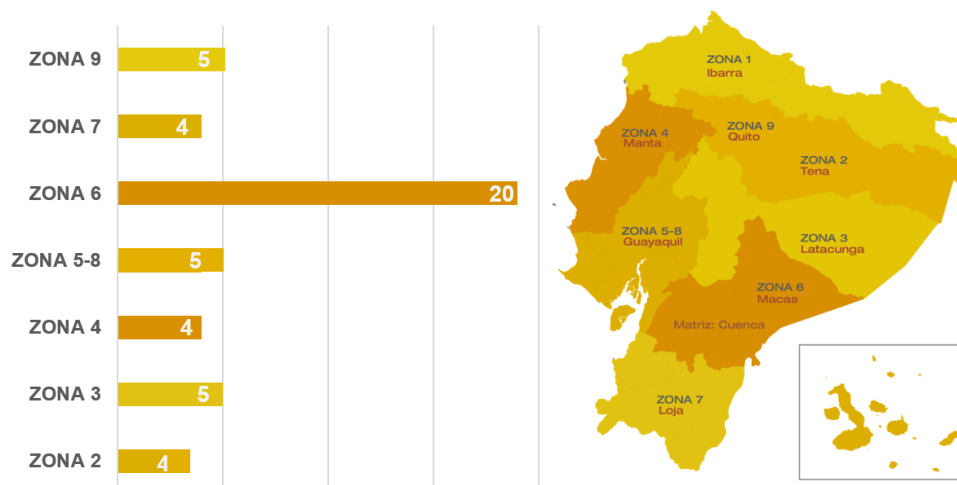 ZONA 9
5
ZONA 7
4
ZONA 6
20
ZONA 5-8
5
ZONA 4
4
ZONA 3
5
ZONA 2
4
ZONA 1
Ibarra
ZONA 4
Manta
ZONA 9
Quito
ZONA 2
Tena
ZONA 5-8
Guayaquil
ZONA 3
Latacunga
ZONA 6
Macas
Matriz: Cuenca
ZONA 7
Loja